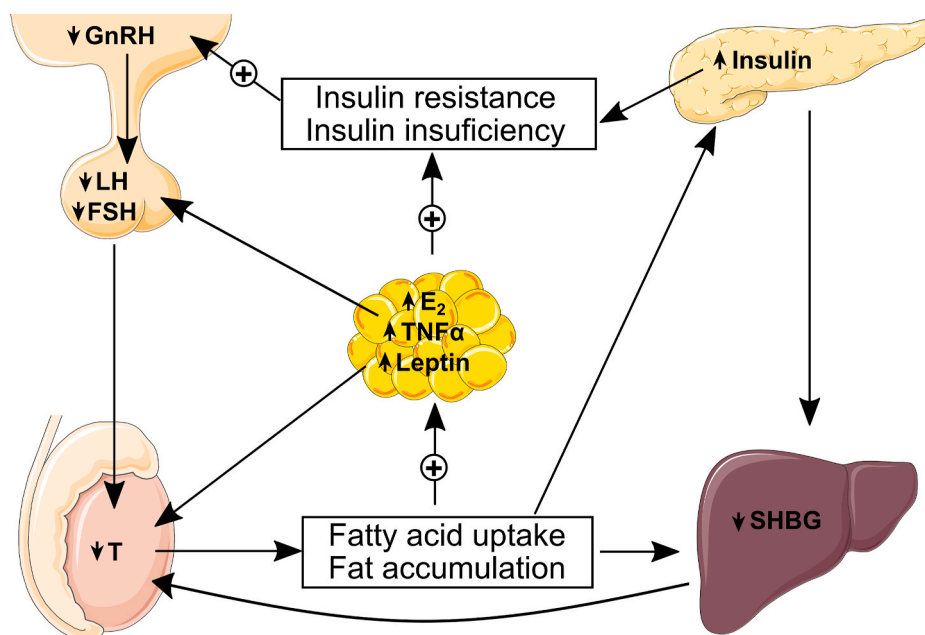 ↓GnRH
Insulin resistance
Insulin insuficiency
↑Insulin
↓LH
↓FSH
↑E₂
↑TNFα
↑Leptin
↓T
Fatty acid uptake
Fat accumulation
↓SHBG
+
+
+